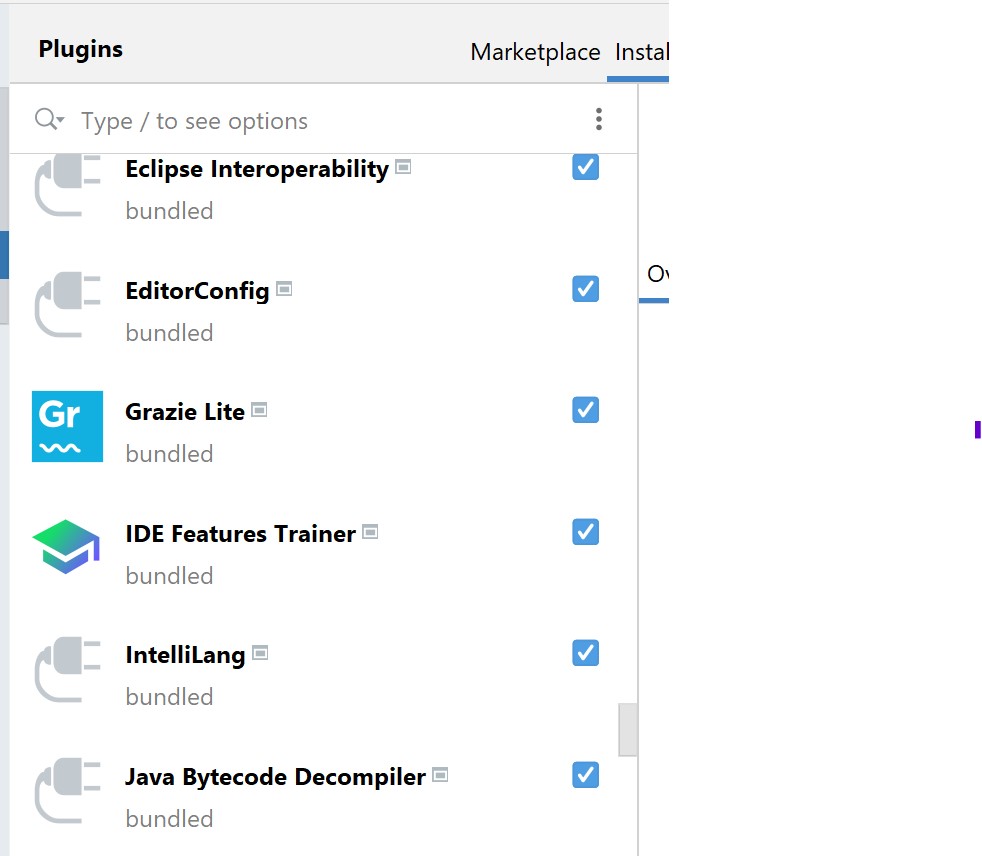 Plugins
Marketplace Instal
Type / to see options
Eclipse Interoperability
bundled
Ov
EditorConfig
bundled
Gr
Grazie Lite
bundled
IDE Features Trainer
bundled
IntelliLang
bundled
Java Bytecode Decompiler
bundled